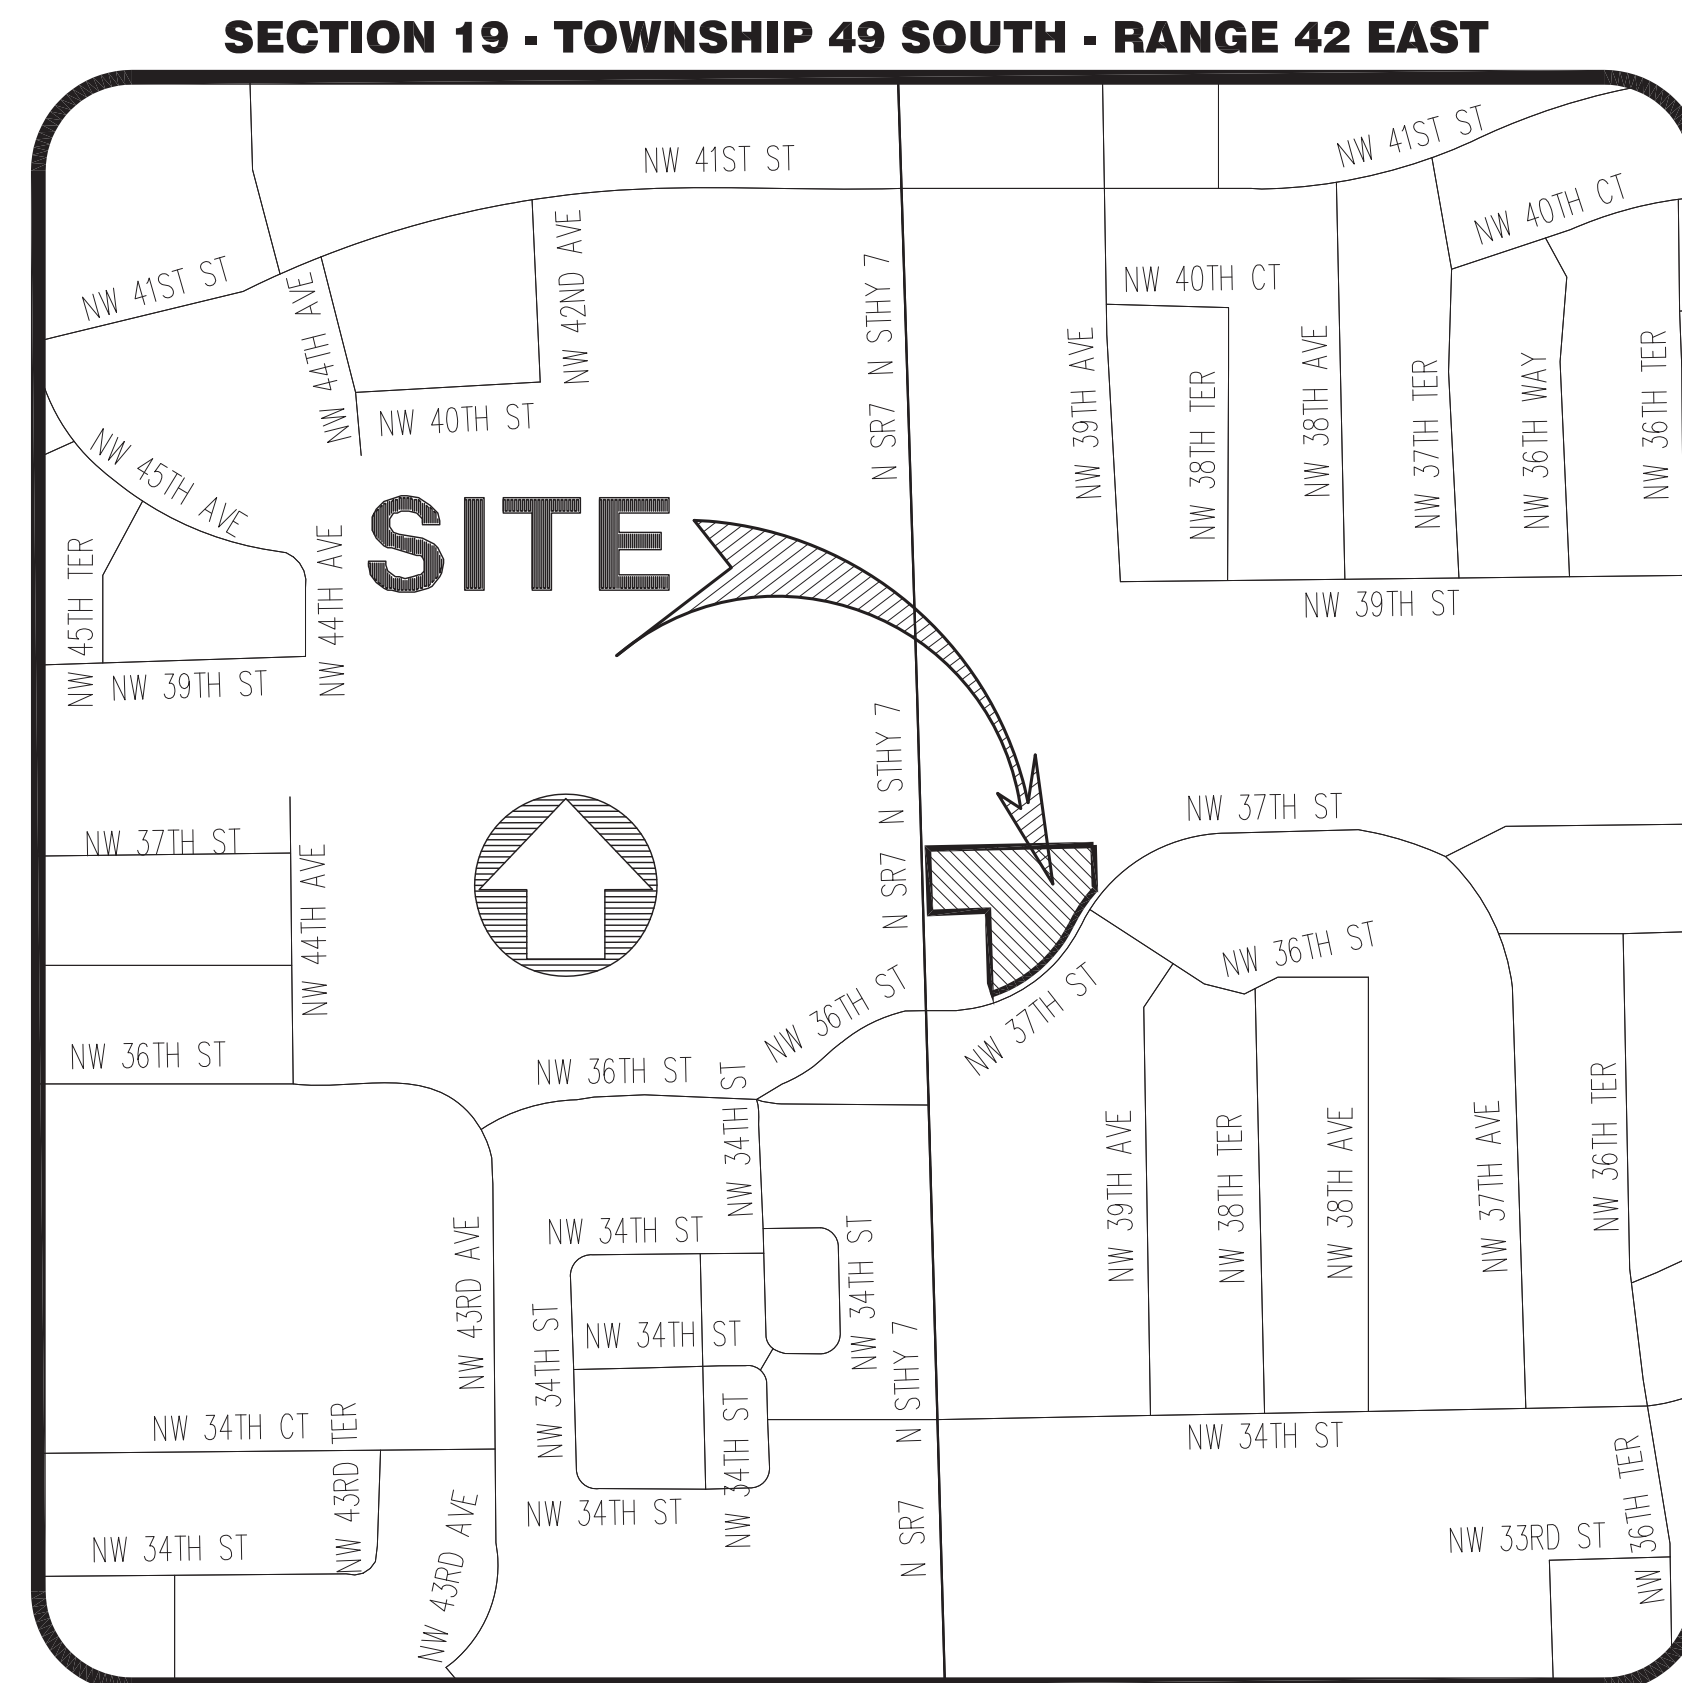 SECTION 19 - TOWNSHIP 49 SOUTH - RANGE 42 EAST
NW 41ST ST
NW 41ST ST
NW 40TH CT
NW 41ST ST
NW 44TH AVE
NW 42ND AVE
N SR7 N STHY 7
NW 40TH CT
NW 39TH AVE
NW 38TH TER
NW 38TH AVE
NW 37TH TER
NW 36TH WAY
NW 36TH TER
NW 40TH ST
NW 45TH AVE
SITE
NW 45TH TER
NW 44TH AVE
NW 39TH ST
NW 39TH ST
N SR7 N STHY 7
NW 37TH ST
NW 37TH ST
NW 44TH AVE
NW 36TH ST
NW 36TH ST
NW 37TH ST
NW 36TH ST
NW 36TH ST
NW 34TH ST
NW 39TH AVE
NW 38TH TER
NW 38TH AVE
NW 37TH AVE
NW 36TH TER
NW 43RD AVE
NW 34TH ST
NW 34TH ST
NW 34TH ST
NW 34TH ST
N SR7 N STHY 7
NW 34TH CT
NW 43RD TER
NW 34TH ST
NW 34TH ST
NW 34TH ST
NW 34TH ST
NW 43RD AVE
NW 33RD ST
NW 36TH TER